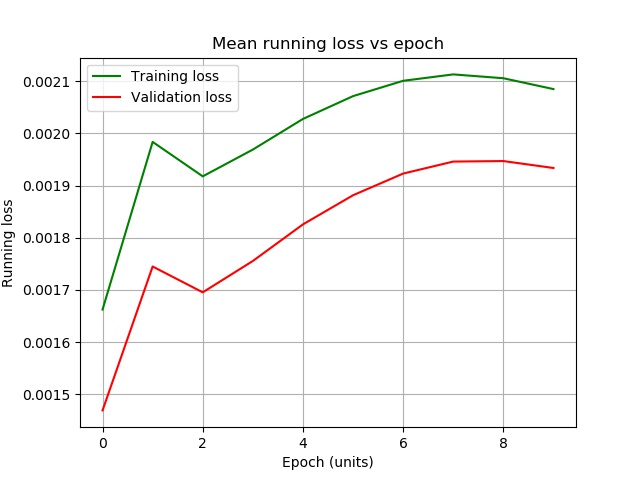 Mean running loss vs epoch
Training loss
Validation loss
0.0021
0.0020
0.0019
0.0018
0.0017
0.0016
0.0015
Running loss
0 2 4 6 8
Epoch (units)